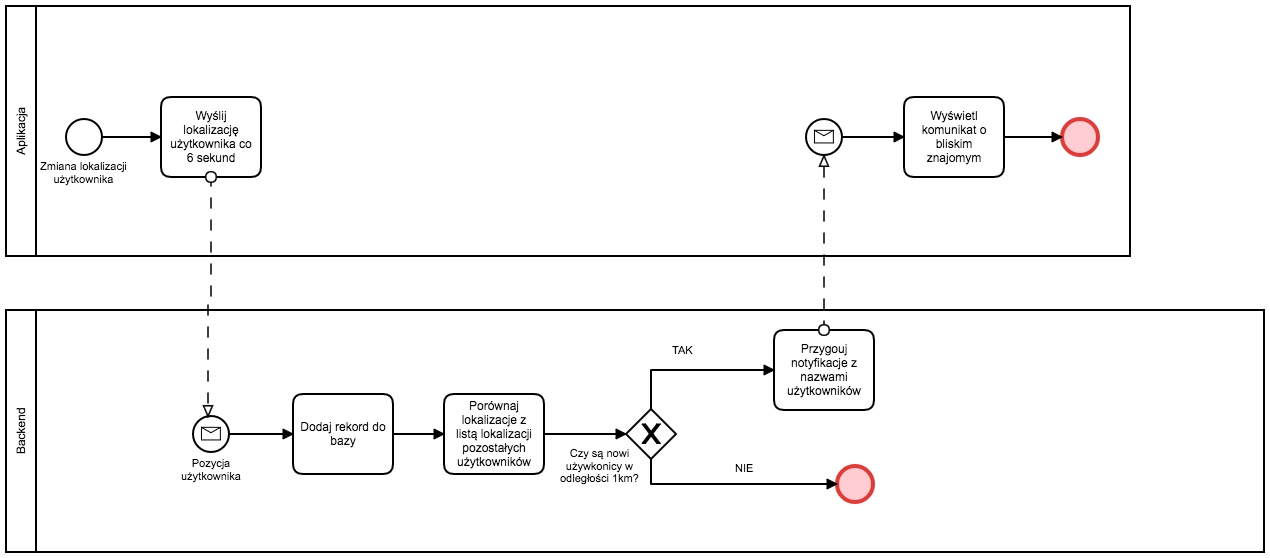 Aplikacja
Zmiana lokalizacji
użytkownika
Wyślij
lokalizację
użytkownika co
6 sekund
Wyświetl
komunikat o
bliskim
znajomym
Backend
Pozycja
użytkownika
Dodaj rekord do
bazy
Porównaj
lokalizacje z
listą lokalizacji
pozostałych
użytkowników
Czy są nowi
używkonicy w
odległości 1km?
TAK
NIE
Przygouj
notyfikacje z
nazwami
użytkowników